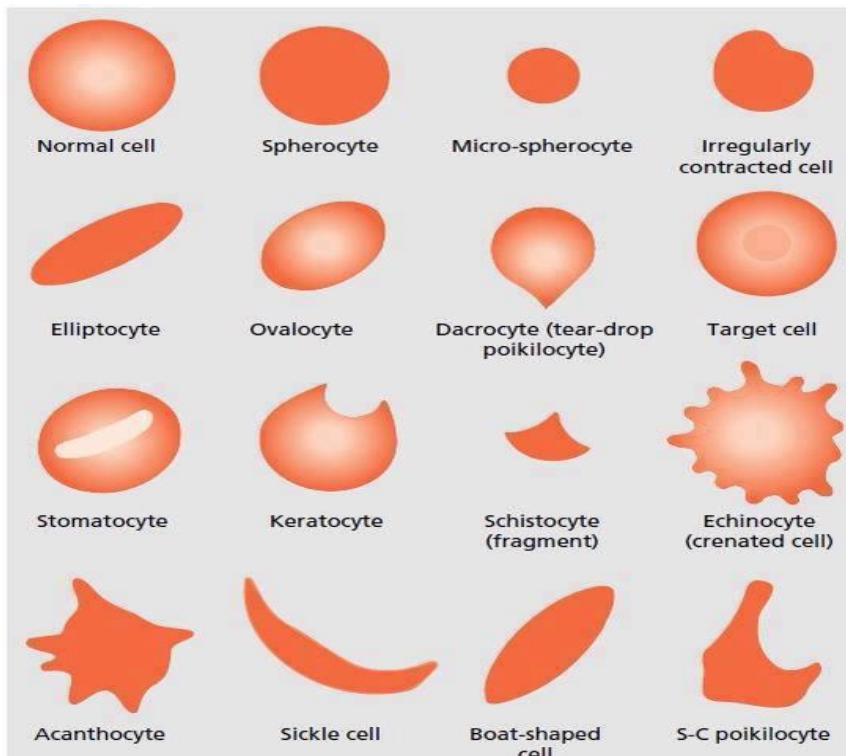 Normal cell
Spherocyte
Micro-spherocyte
Irregularly
contracted cell
Elliptocyte
Ovalocyte
Dacrocyte (tear-drop
poikilocyte)
Target cell
Stomatocyte
Keratocyte
Schistocyte
(fragment)
Echinocyte
(crenated cell)
Acanthocyte
Sickle cell
Boat-shaped
cell
S-C poikilocyte